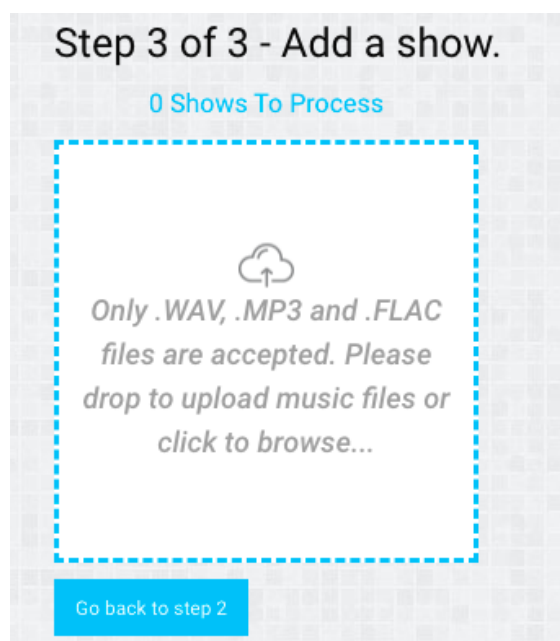 Step 3 of 3 - Add a show.
0 Shows To Process
Only .WAV, .MP3 and .FLAC
files are accepted. Please
drop to upload music files or
click to browse...
Go back to step 2